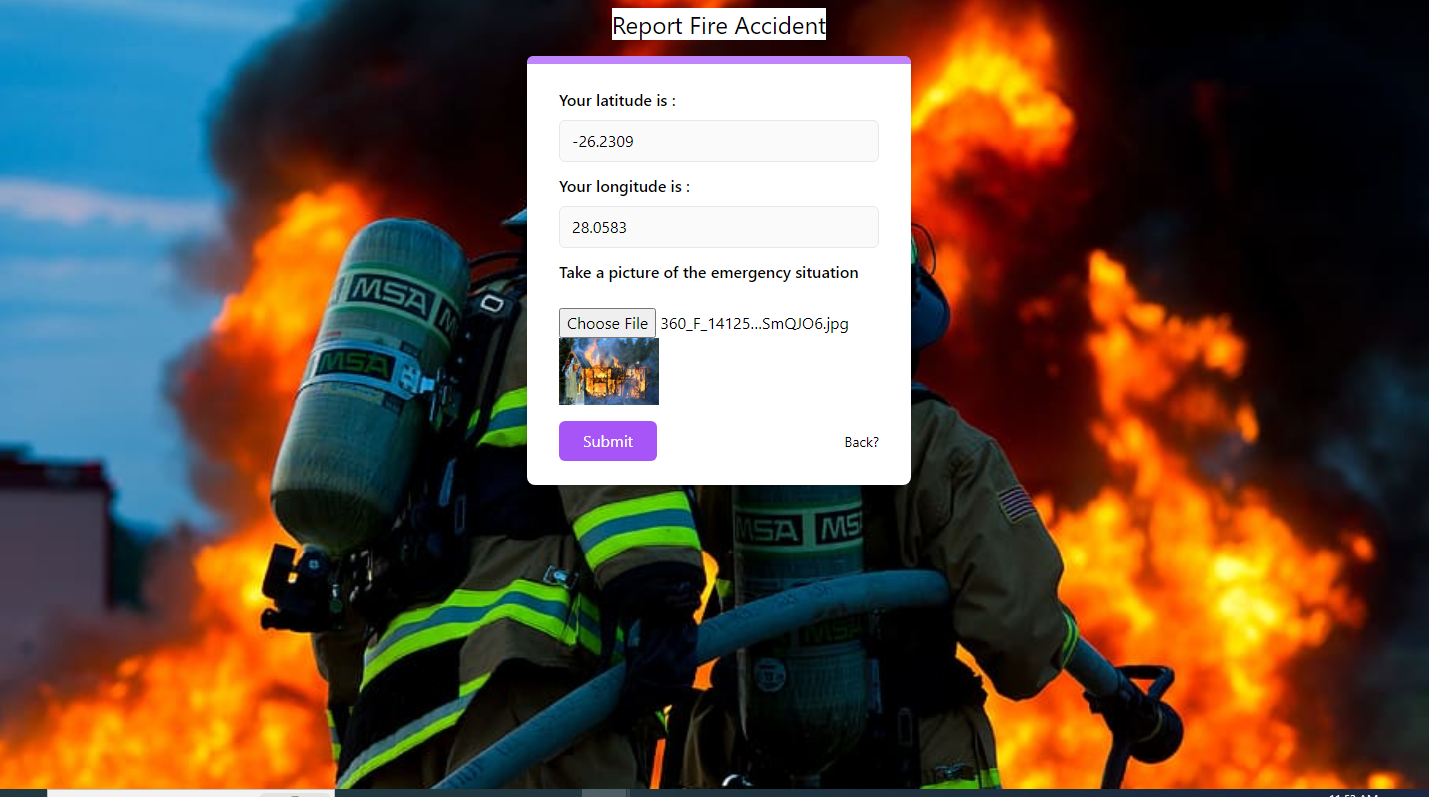 Report Fire Accident
Your latitude is :
-26.2309
Your longitude is :
28.0583
Take a picture of the emergency situation
Choose File 360_F_14125...SmQJO6.jpg
Submit Back?
MSA
MSA
MSA
MSA